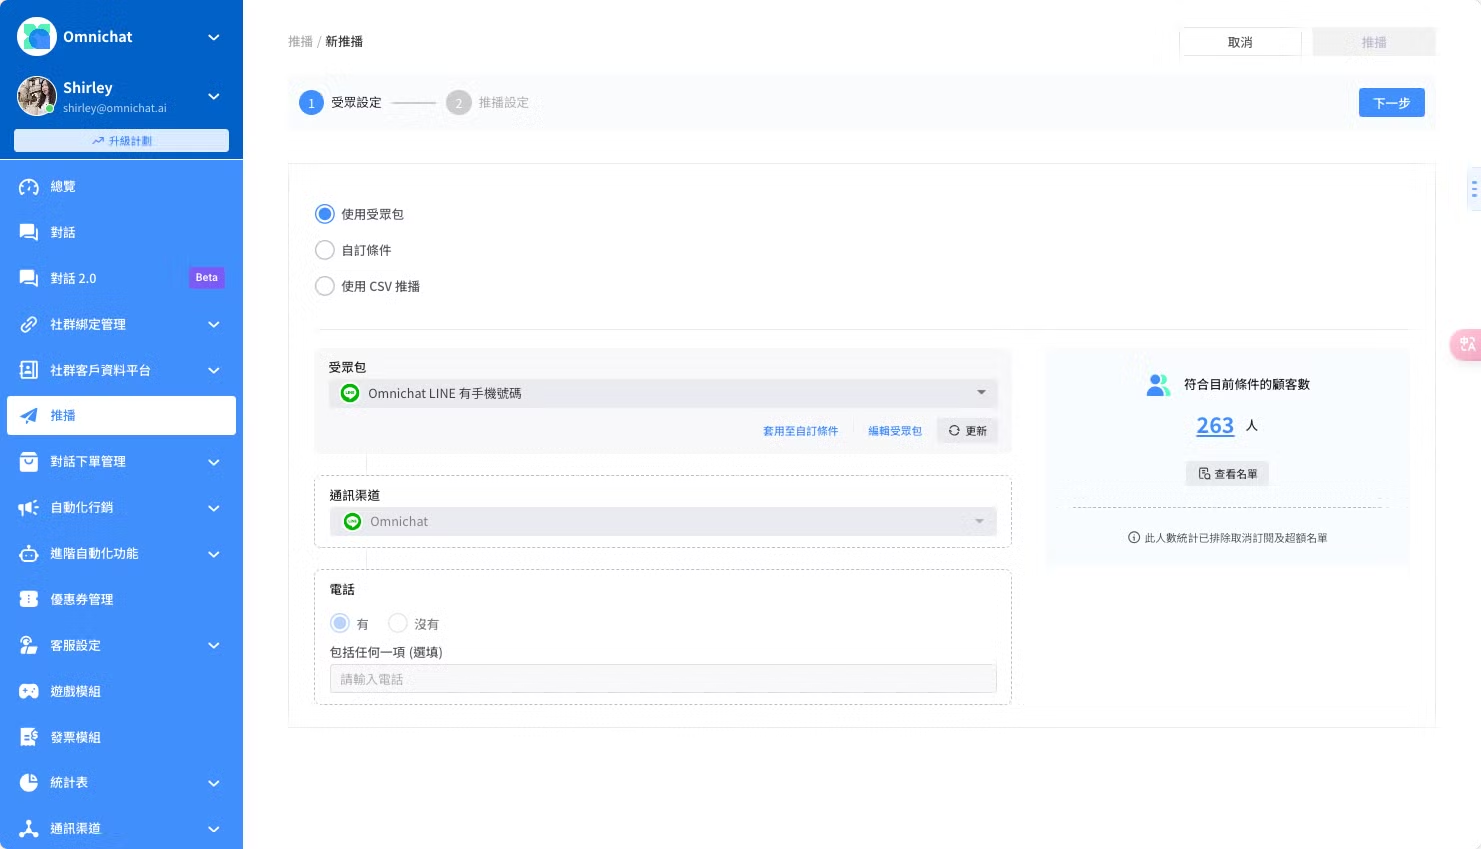 Omnichat
Shirley
shirley@omnichat.ai
升級計劃
總覽
對話
對話 2.0
Beta
社群綁定管理
社群客戶資料平台
推播
對話下單管理
自動化行銷
進階自動化功能
優惠券管理
客服設定
遊戲模組
發票模組
統計表
通訊渠道
推播 / 新推播
取消
推播
1 受眾設定
2 推播設定
下一步
使用受眾包
自訂條件
使用 CSV 推播
受眾包
Omnichat LINE 有手機號碼
套用至自訂條件
編輯受眾包
更新
通訊渠道
Omnichat
電話
有
沒有
包括任何一項 (選填)
請輸入電話
符合目前條件的顧客數
263 人
查看名單
此人數統計已排除取消訂閱及超額名單